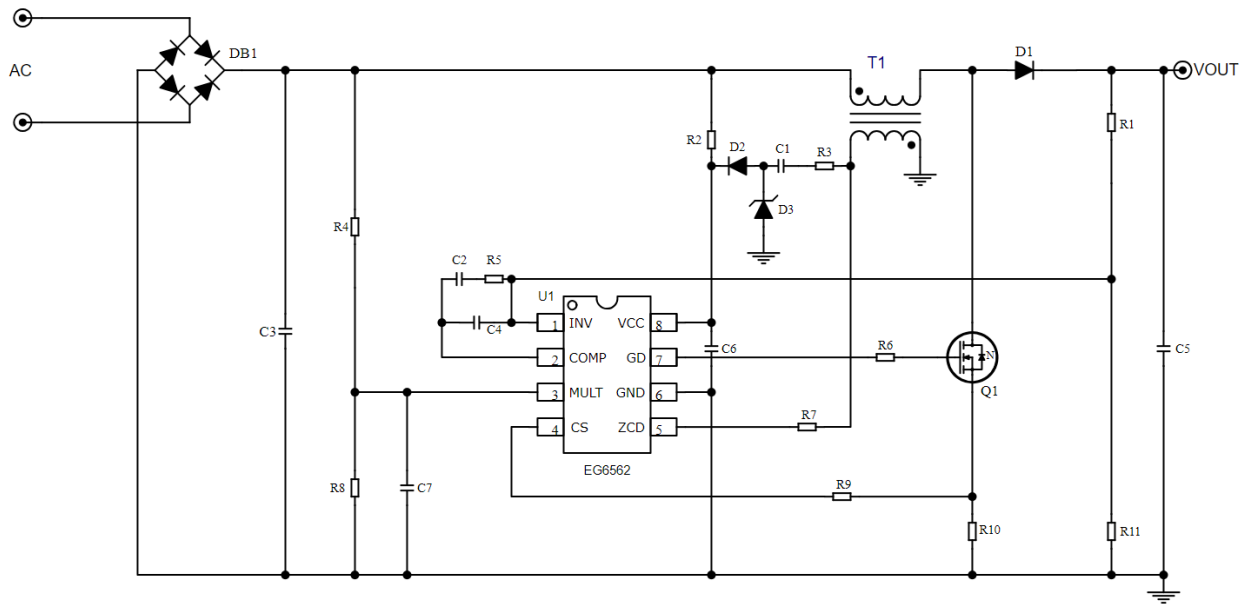 AC
DB1
T1
D1
VOUT
R2
D2
C1
R3
R1
D3
R4
C2
R5
U1
C3
C4
1 INV VCC 8
2 COMP GD 7
3 MULT GND 6
4 CS ZCD 5
EG6562
C6
R6
N
Q1
C5
R7
R8
C7
R9
R10
R11